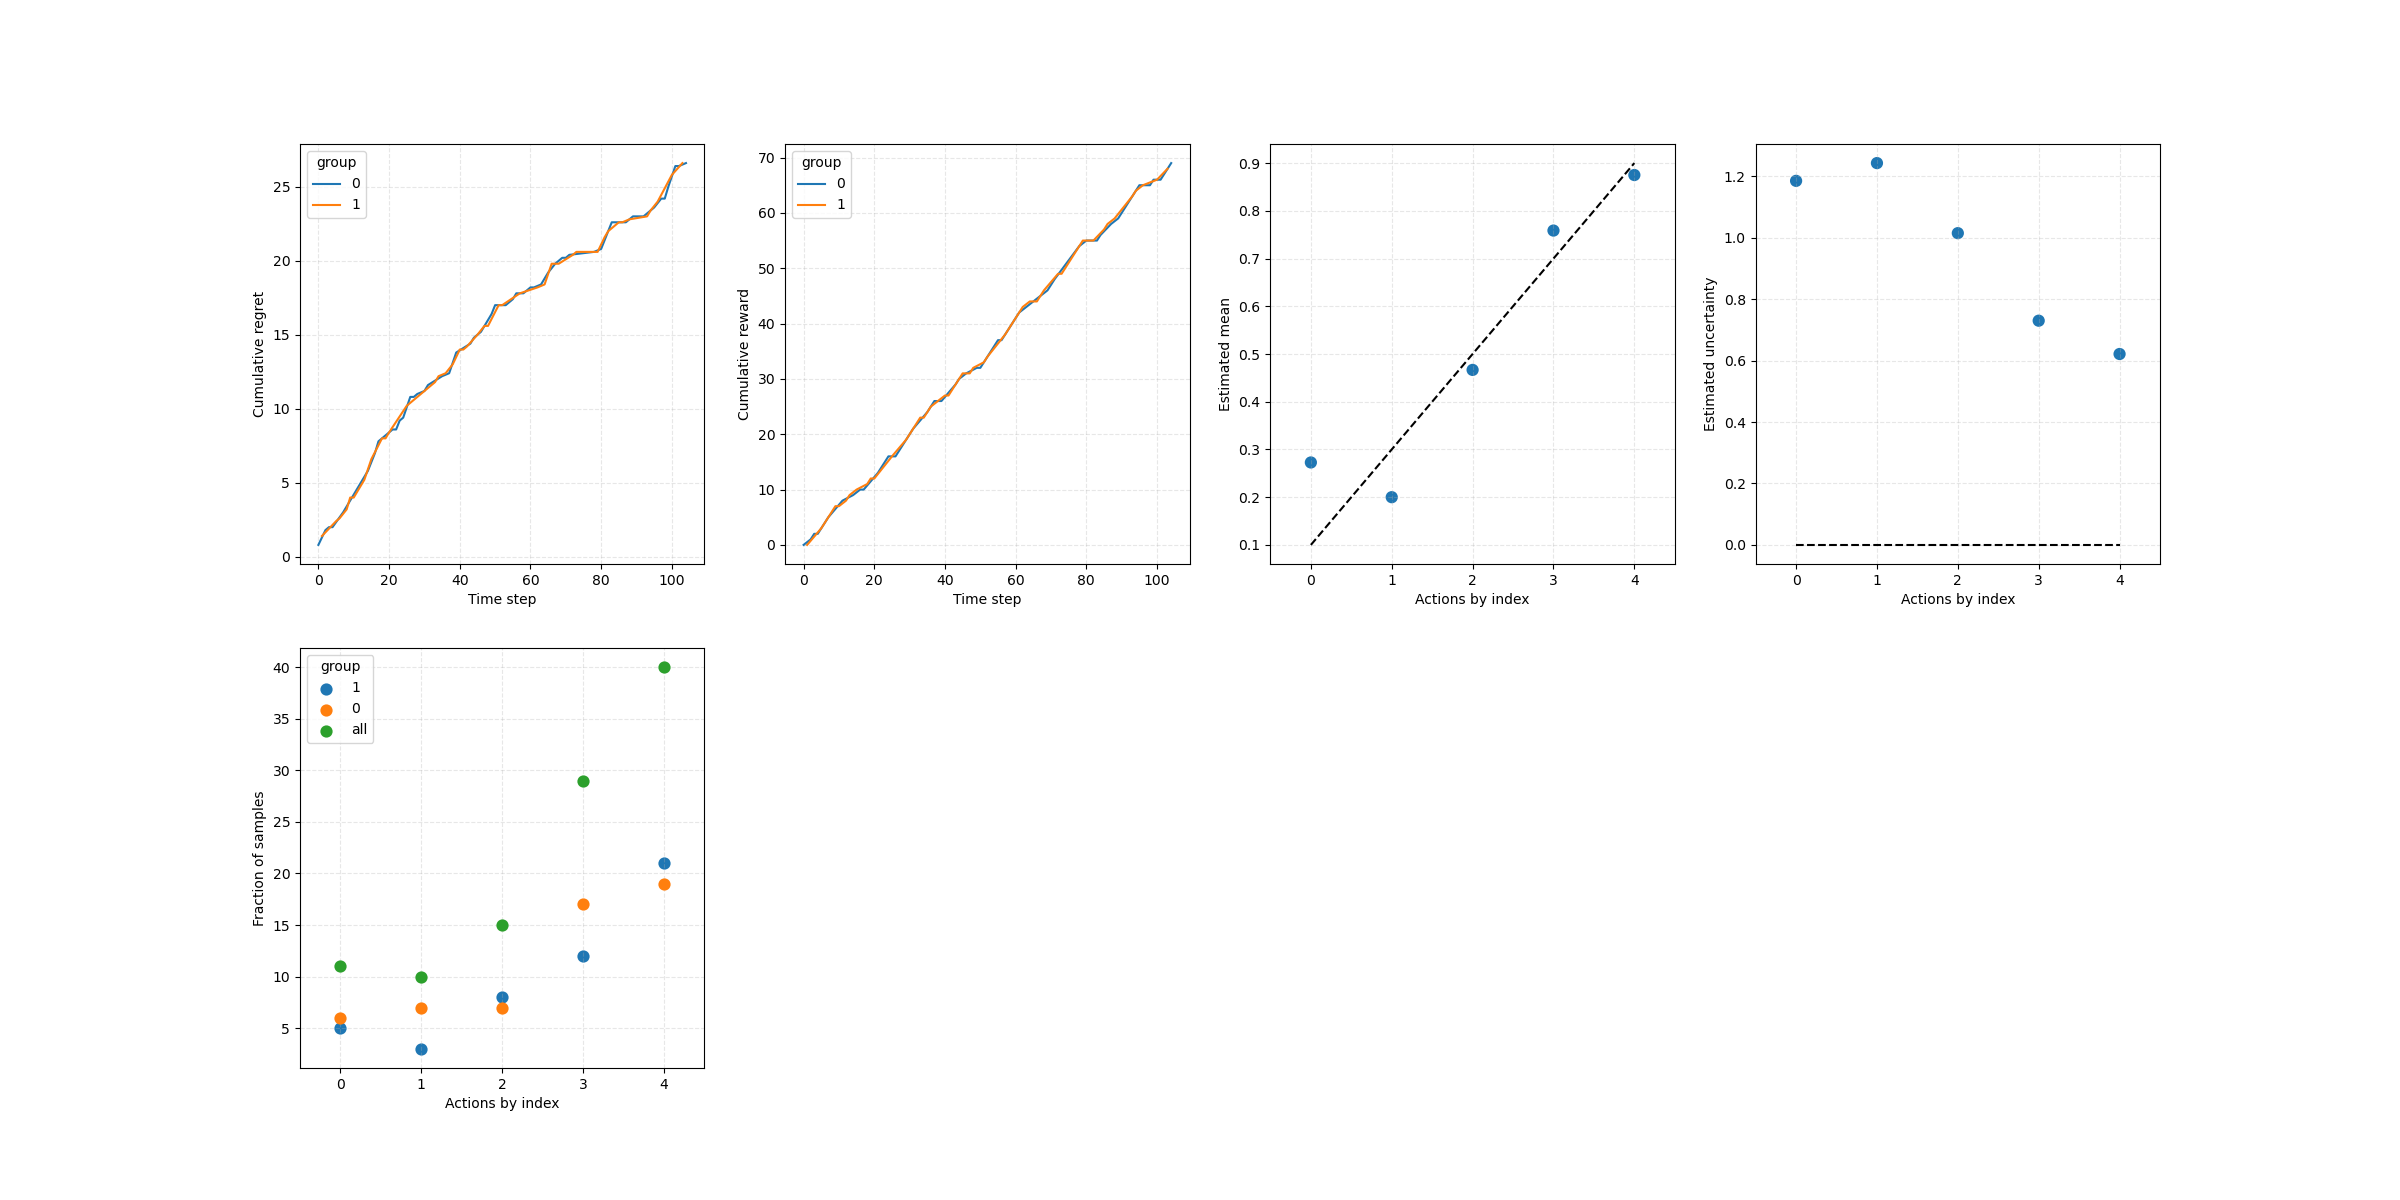 group
0
1
25
20
15
10
5
0
Cumulative regret
0 20 40 60 80 100
Time step
group
0
1
70
60
50
40
30
20
10
0
Cumulative reward
0 20 40 60 80 100
Time step
0.9
0.8
0.7
0.6
0.5
0.4
0.3
0.2
0.1
Estimated mean
0 1 2 3 4
Actions by index
1.2
1.0
0.8
0.6
0.4
0.2
0.0
Estimated uncertainty
0 1 2 3 4
Actions by index
group
1
0
all
40
35
30
25
20
15
10
5
Fraction of samples
0 1 2 3 4
Actions by index